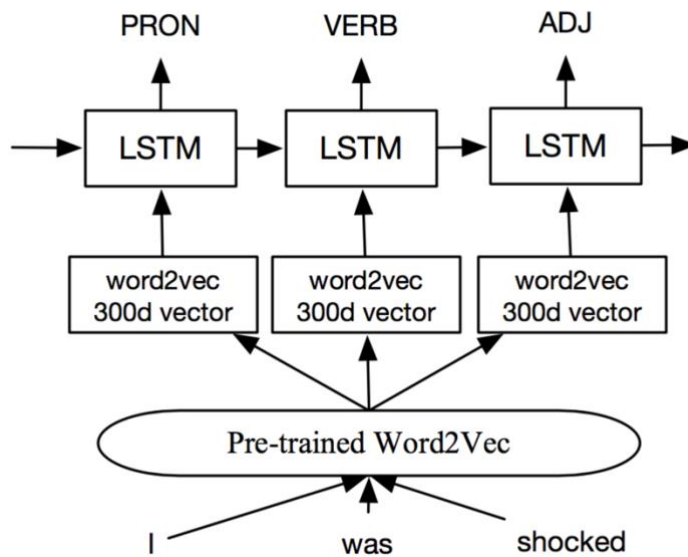 PRON VERB ADJ
LSTM LSTM LSTM
word2vec word2vec word2vec
300d vector 300d vector 300d vector
Pre-trained Word2Vec
I was shocked